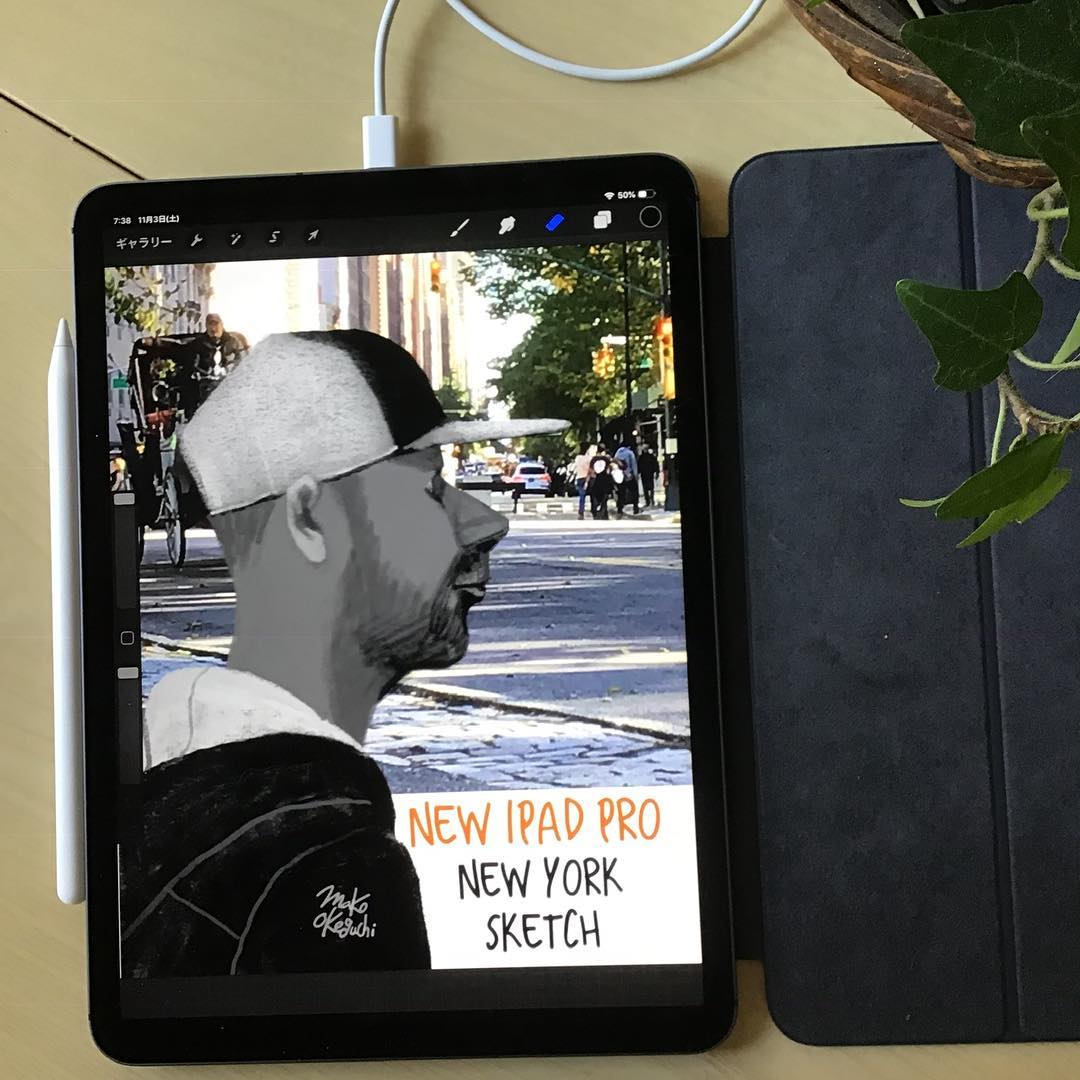 7:38 11月3日(土)
50%
ギャラリー
NEW IPAD PRO
NEW YORK
SKETCH
mako
okeguchi